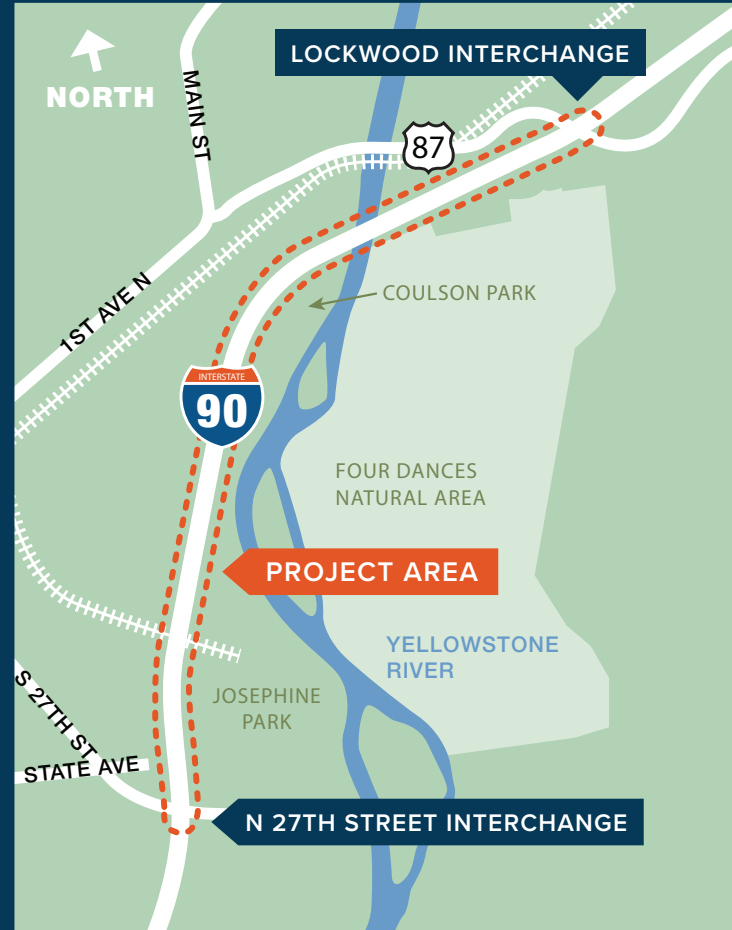 LOCKWOOD INTERCHANGE
NORTH
MAIN ST
87
1ST AVE N
COULSON PARK
INTERSTATE
90
FOUR DANCES
NATURAL AREA
PROJECT AREA
YELLOWSTONE
RIVER
JOSEPHINE
PARK
S 27TH ST
STATE AVE
N 27TH STREET INTERCHANGE